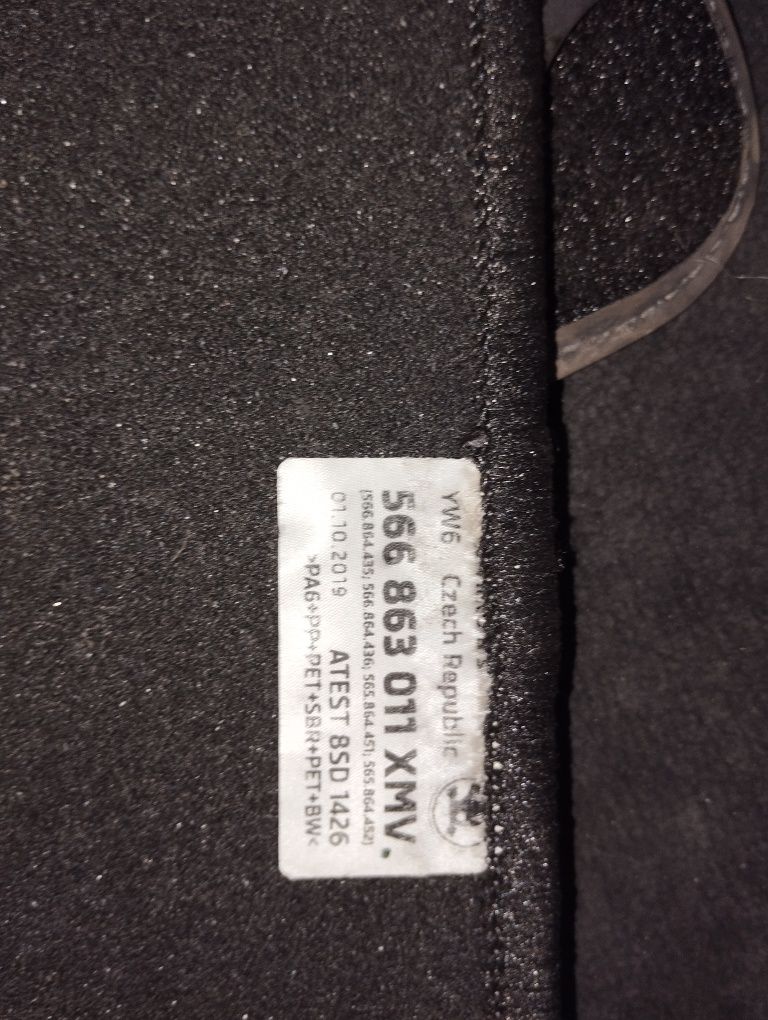 YW6 Czech Republic
566 863 011 XMV.
(566.864.435; 566.864.436; 565.864.451; 565.864.452)
01.10.2019 ATEST 8SD 1426
>PA6+PP+PET+SBR+PET+BW<